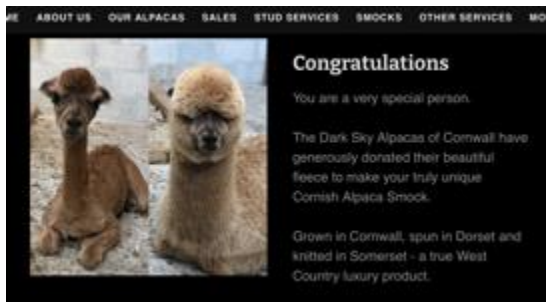 ME ABOUT US OUR ALPACAS SALES STUD SERVICES SMOCKS OTHER SERVICES MO
Congratulations
You are a very special person.
The Dark Sky Alpacas of Cornwall have
generously donated their beautiful
fleece to make your truly unique
Cornish Alpaca Smock.
Grown in Cornwall, spun in Dorset and
knitted in Somerset - a true West
Country luxury product.